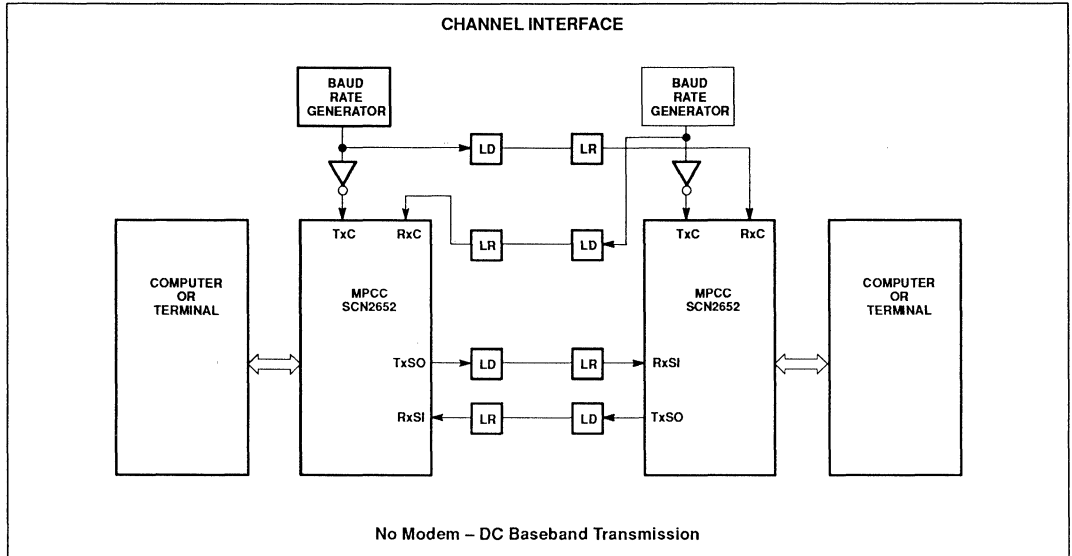 CHANNEL INTERFACE
BAUD
RATE
GENERATOR
BAUD
RATE
GENERATOR
LD
LR
TxC
RxC
LR
LD
TxC
RxC
COMPUTER
OR
TERMINAL
MPCC
SCN2652
MPCC
SCN2652
COMPUTER
OR
TERMINAL
TxSO
LD
LR
RxSI
RxSI
LR
LD
TxSO
No Modem – DC Baseband Transmission